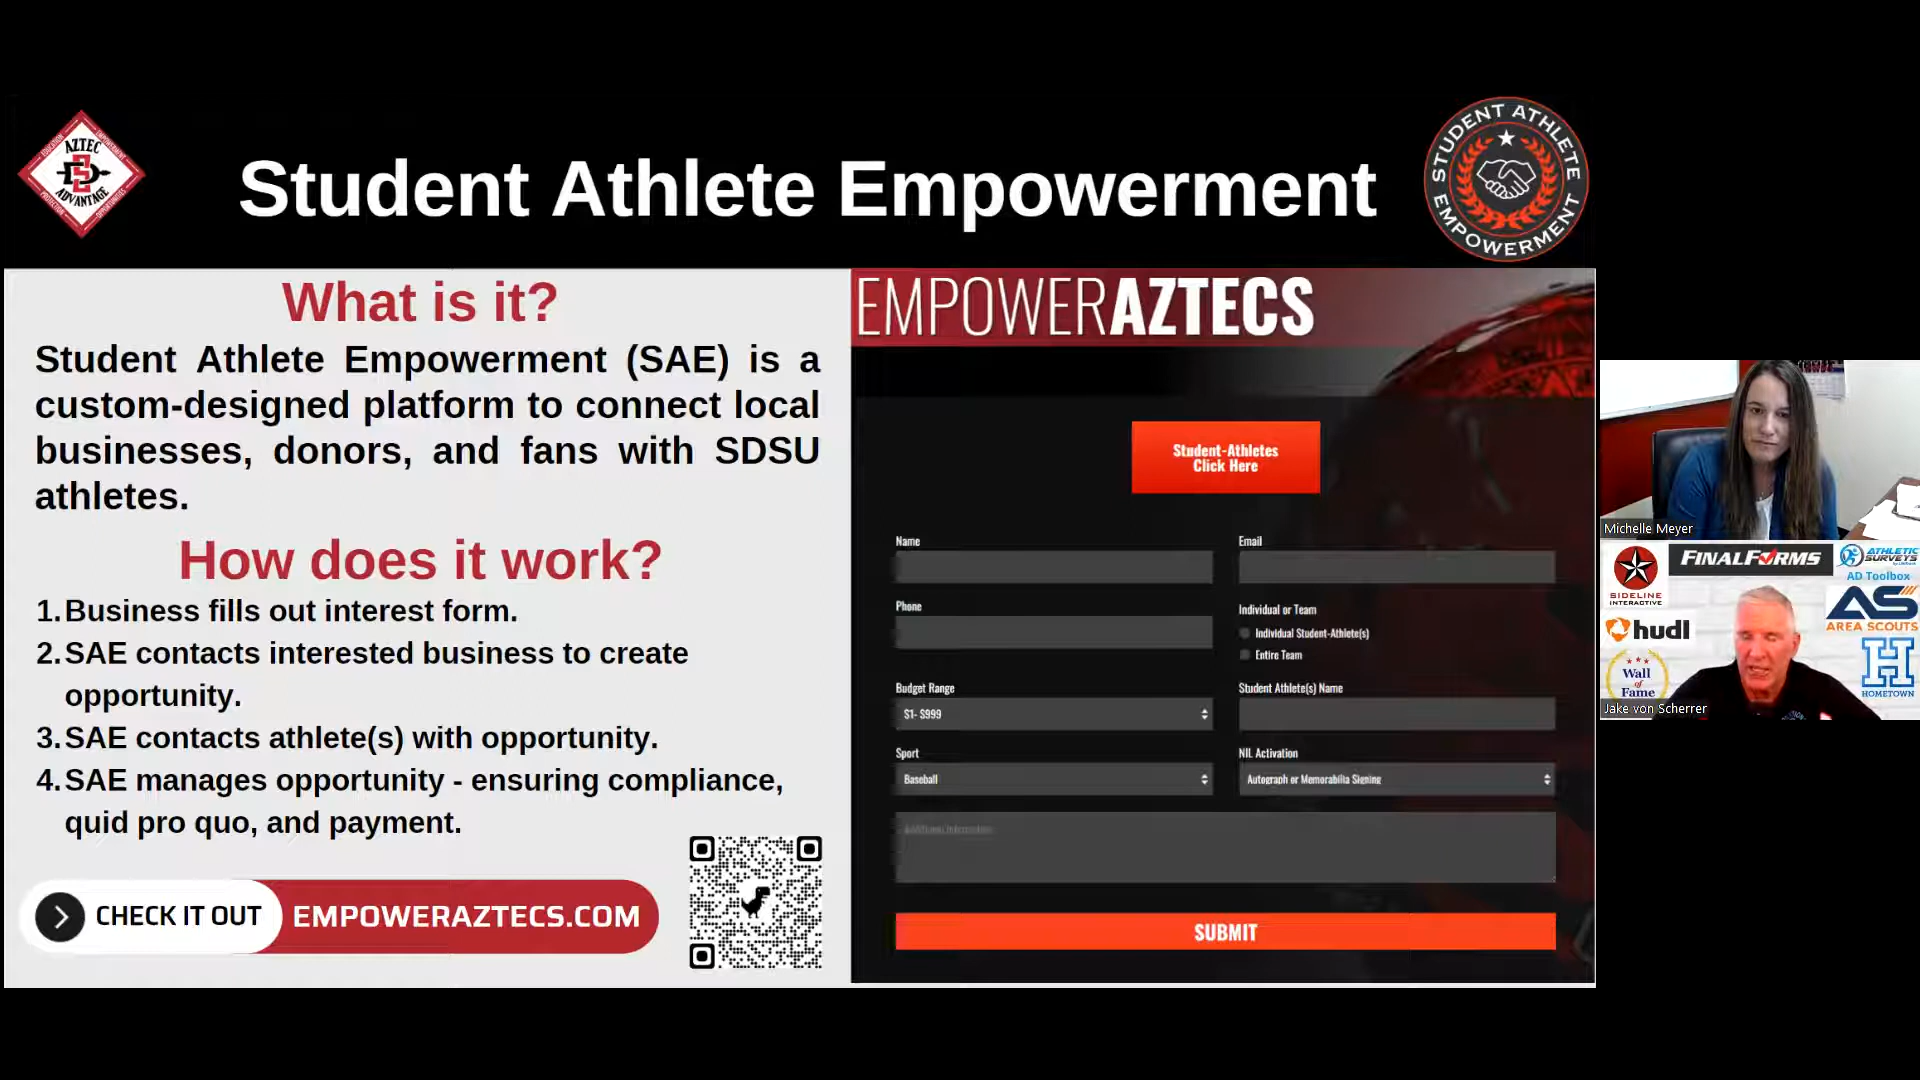 AZTEC
SD
ADVANTAGE
Student Athlete Empowerment
STUDENT ATHLETE
EMPOWERMENT
What is it?
Student Athlete Empowerment (SAE) is a
custom-designed platform to connect local
businesses, donors, and fans with SDSU
athletes.
How does it work?
1. Business fills out interest form.
2. SAE contacts interested business to create
opportunity.
3. SAE contacts athlete(s) with opportunity.
4. SAE manages opportunity - ensuring compliance,
quid pro quo, and payment.
CHECK IT OUT EMPOWERAZTECS.COM
EMPOWERAZTECS
Student-Athletes
Click Here
Name
Email
Phone
Individual or Team
Individual Student-Athlete(s)
Entire Team
Budget Range
Student Athlete(s) Name
$1- $999
Sport
NIL Activation
Baseball
Autograph or Memorabilia Signing
Additional Information
SUBMIT
Michelle Meyer
SIDELINE
INTERACTIVE
FINALFORMS
ATHLETIC
SURVEYS
AD Toolbox
hudl
AS
AREA SCOUTS
Wall
of
Fame
H
HOMETOWN
Jake von Scherrer